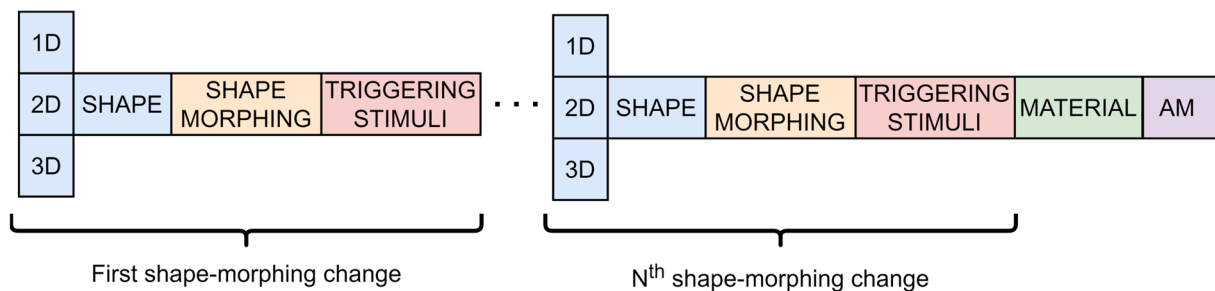 1D
2D
3D
SHAPE
SHAPE
MORPHING
TRIGGERING
STIMULI
...
1D
2D
3D
SHAPE
SHAPE
MORPHING
TRIGGERING
STIMULI
MATERIAL
AM
First shape-morphing change
Nth shape-morphing change